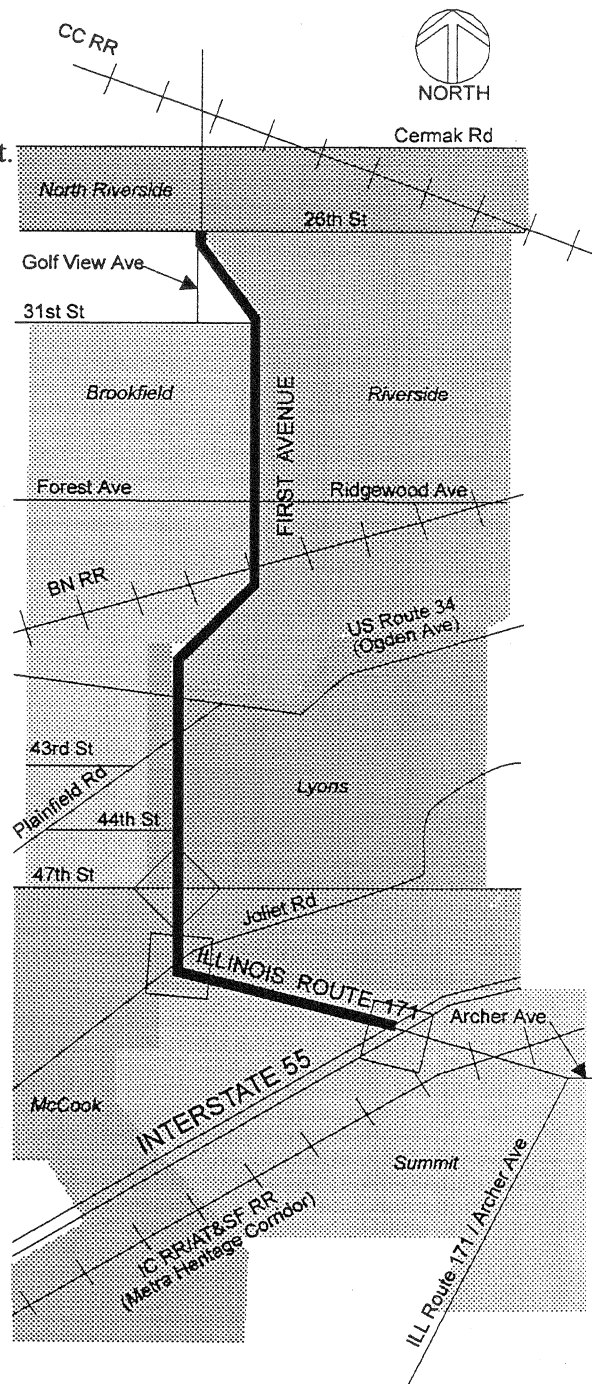 CC RR
NORTH
Cermak Rd
t.
North Riverside
26th St
Golf View Ave
31st St
Brookfield
Riverside
FIRST AVENUE
Forest Ave
Ridgewood Ave
BN RR
US Route 34
(Ogden Ave)
43rd St
Plainfield Rd
Lyons
44th St
47th St
Joliet Rd
ILLINOIS ROUTE 171
Archer Ave
INTERSTATE 55
McCook
Summit
IC RR/AT&SF RR
(Metra Heritage Corridor)
ILL Route 171 / Archer Ave